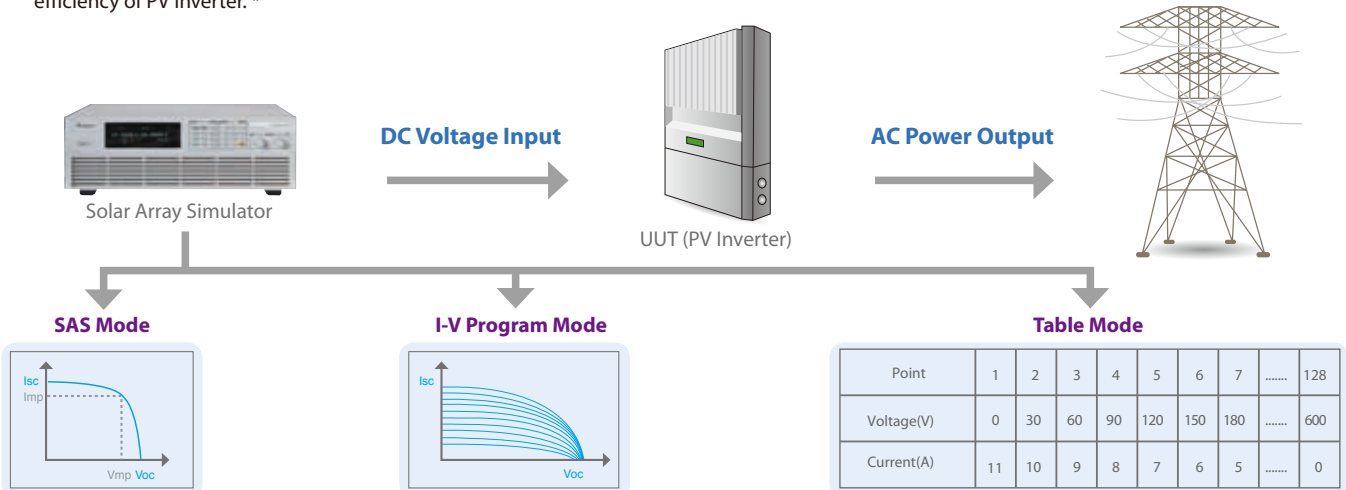 efficiency of PV inverter. "
DC Voltage Input
AC Power Output
Solar Array Simulator
UUT (PV Inverter)
SAS Mode
I-V Program Mode
Table Mode
Isc
Imp
Vmp Voc
Isc
Voc
Point 1 2 3 4 5 6 7 ....... 128
Voltage(V) 0 30 60 90 120 150 180 ....... 600
Current(A) 11 10 9 8 7 6 5 ....... 0